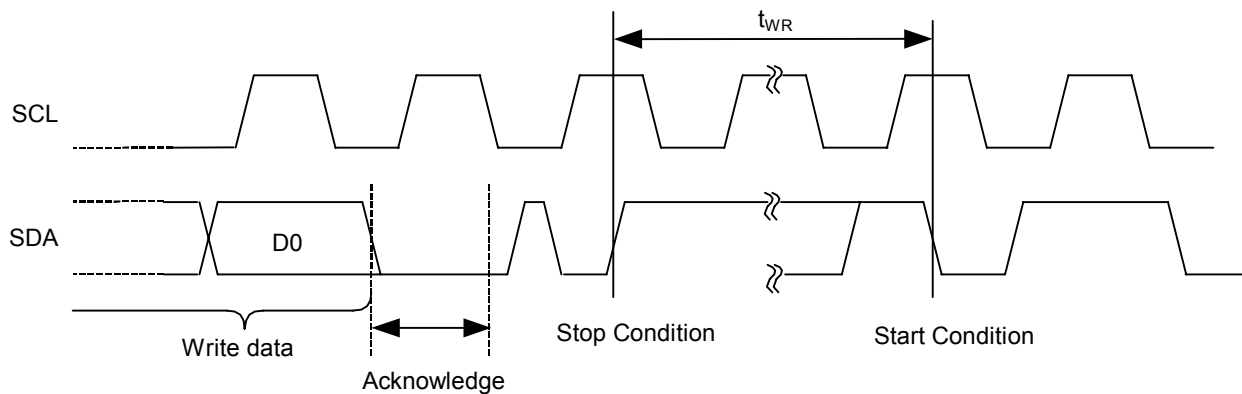 tWR
SCL
SDA
D0
Write data
Acknowledge
Stop Condition
Start Condition